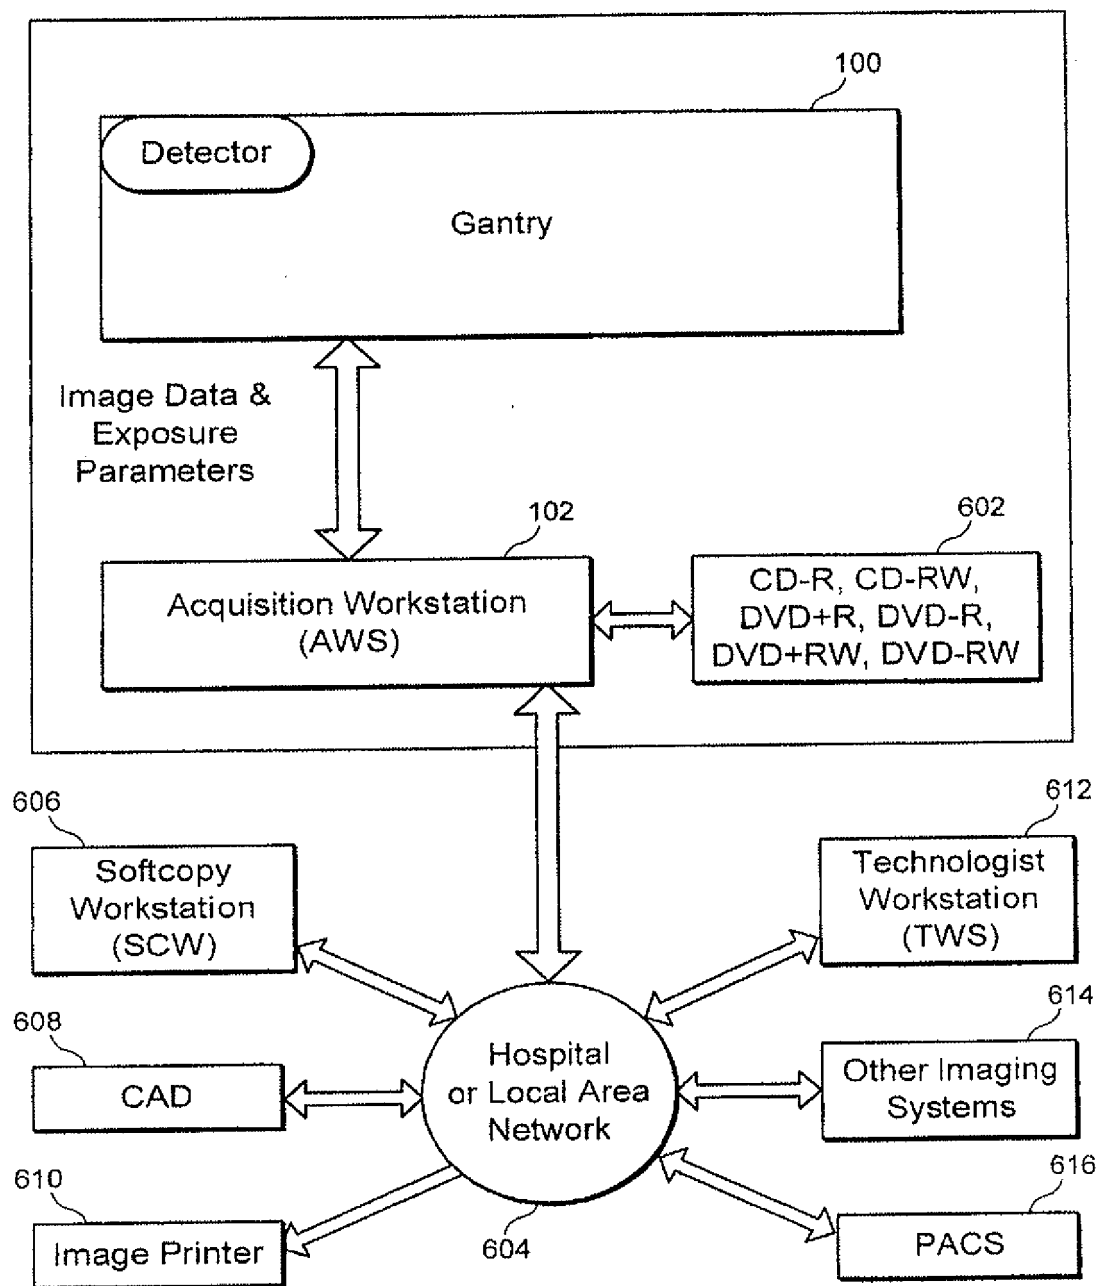 100
Detector
Gantry
Image Data &
Exposure
Parameters
102
Acquisition Workstation
(AWS)
602
CD-R, CD-RW,
DVD+R, DVD-R,
DVD+RW, DVD-RW
606
Softcopy
Workstation
(SCW)
612
Technologist
Workstation
(TWS)
608
CAD
Hospital
or Local Area
Network
614
Other Imaging
Systems
610
Image Printer
604
616
PACS